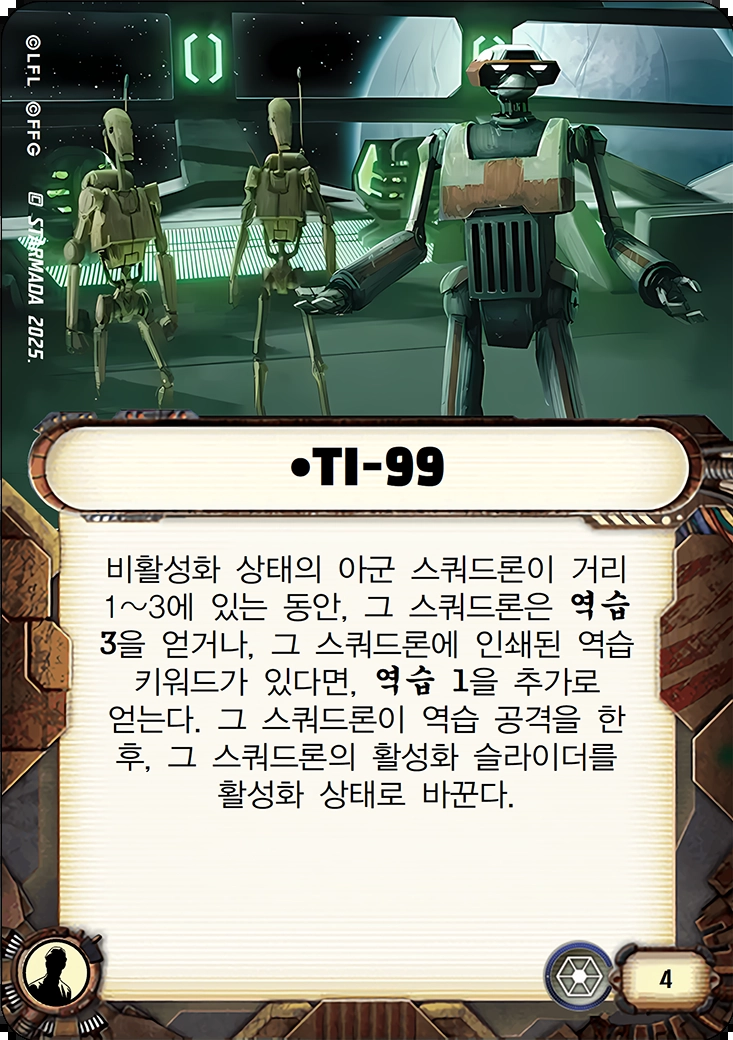 ©LFL ©FFG STARMADA 2025.
•TI-99
비활성화 상태의 아군 스쿼드론이 거리
1~3에 있는 동안, 그 스쿼드론은 역습
3을 얻거나, 그 스쿼드론에 인쇄된 역습
키워드가 있다면, 역습 1을 추가로
얻는다. 그 스쿼드론이 역습 공격을 한
후, 그 스쿼드론의 활성화 슬라이더를
활성화 상태로 바꾼다.
4